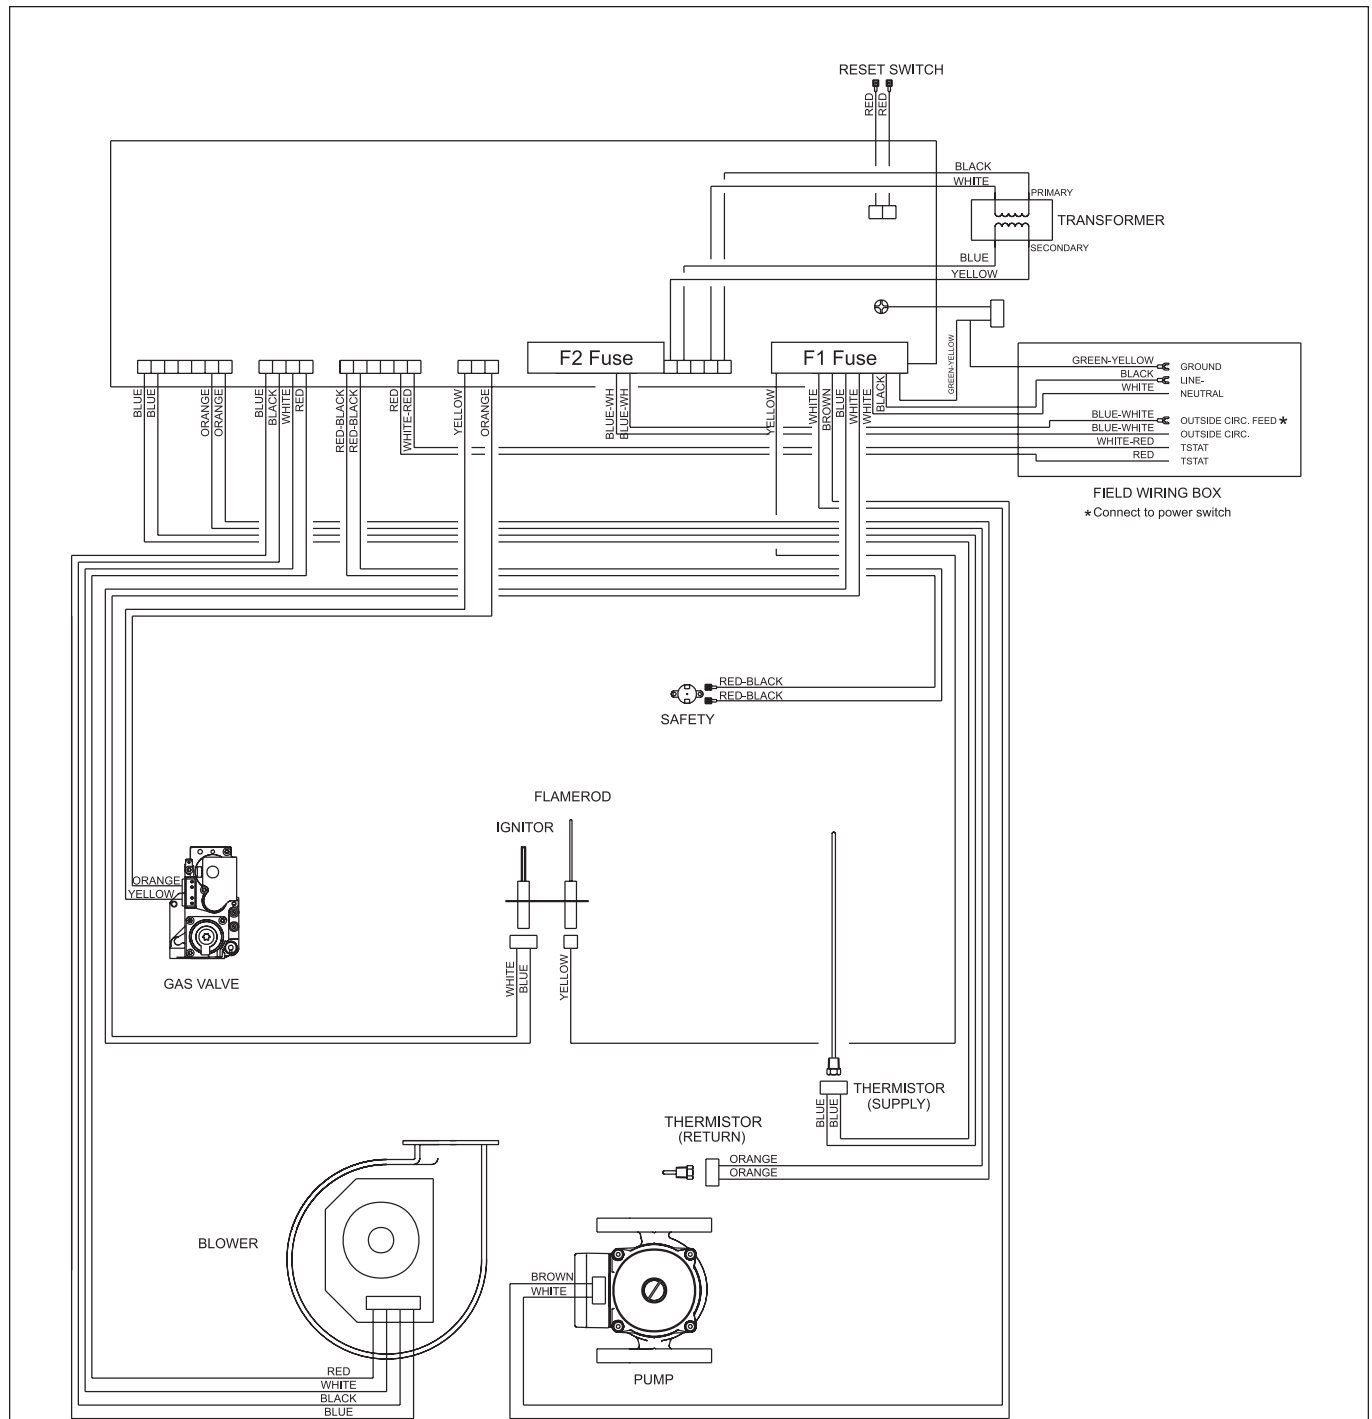 RESET SWITCH
RED
RED
BLACK
WHITE
PRIMARY
TRANSFORMER
SECONDARY
BLUE
YELLOW
F2 Fuse
F1 Fuse
GREEN-YELLOW
GREEN-YELLOW
GROUND
BLACK
LINE-
WHITE
NEUTRAL
BLUE-WHITE
OUTSIDE CIRC. FEED *
BLUE-WHITE
OUTSIDE CIRC.
WHITE-RED
TSTAT
RED
TSTAT
FIELD WIRING BOX
* Connect to power switch
BLUE
BLUE
ORANGE
ORANGE
BLUE
BLACK
WHITE
RED
RED-BLACK
RED-BLACK
RED
WHITE-RED
YELLOW
ORANGE
BLUE-WH
BLUE-WH
YELLOW
WHITE
BROWN
BLUE
WHITE
WHITE
BLACK
RED-BLACK
RED-BLACK
SAFETY
FLAMEROD
IGNITOR
ORANGE
YELLOW
GAS VALVE
WHITE
BLUE
YELLOW
THERMISTOR
(SUPPLY)
BLUE
BLUE
THERMISTOR
(RETURN)
ORANGE
ORANGE
BLOWER
BROWN
WHITE
PUMP
RED
WHITE
BLACK
BLUE